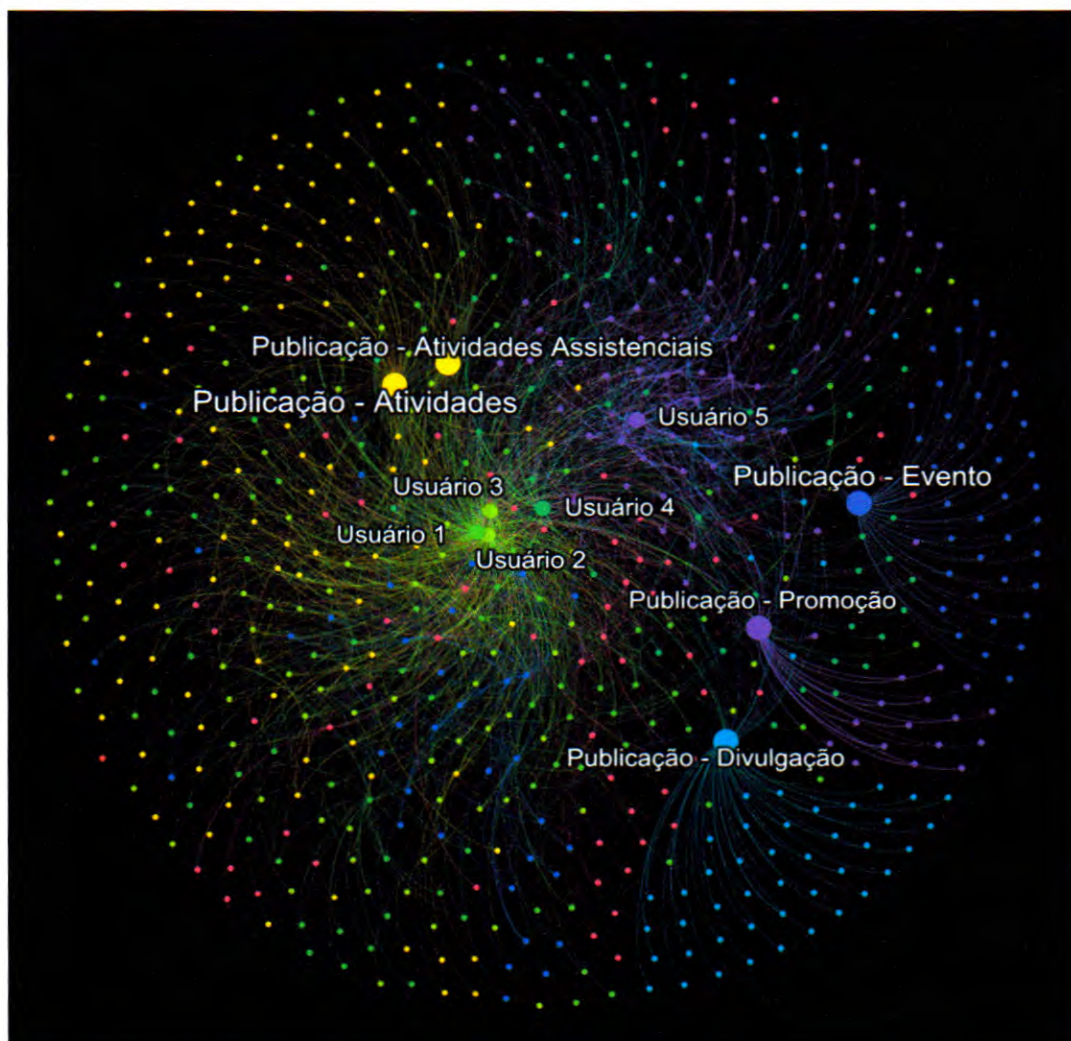 Publicação - Atividades Assistenciais
Publicação - Atividades
Usuário 5
Publicação - Evento
Usuário 3
Usuário 4
Usuário 1
Usuário 2
Publicação - Promoção
Publicação - Divulgação